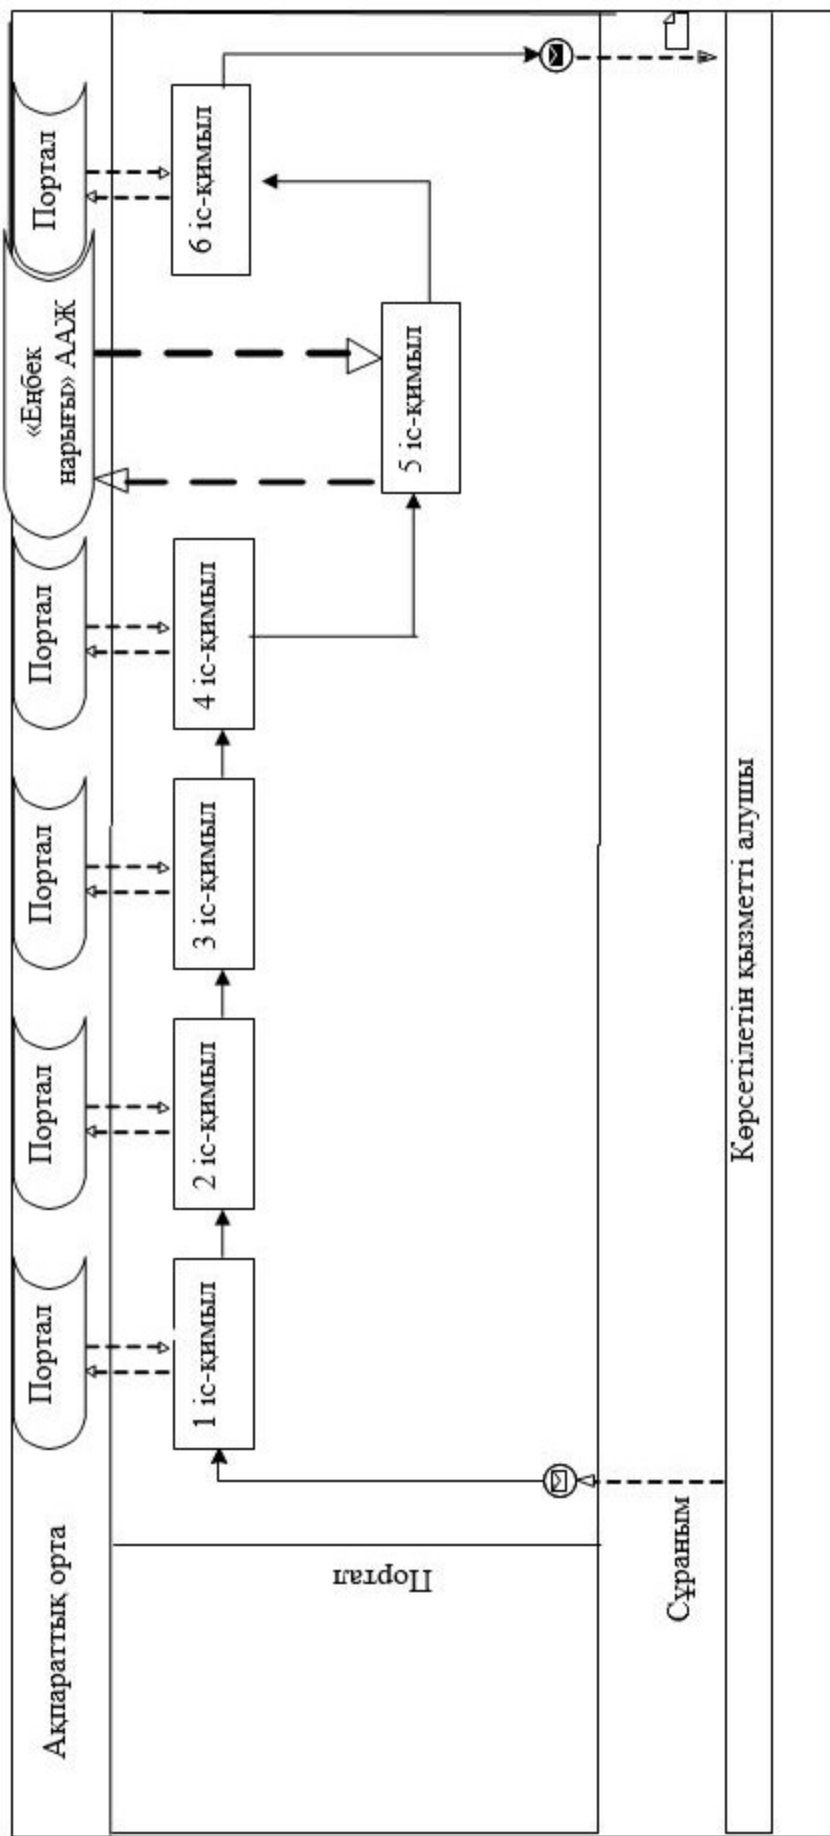 Ақпараттық орта
Портал
Портал
Портал
Портал
«Еңбек
нарығы» ААЖ
Портал
1 іс-қимыл
2 іс-қимыл
3 іс-қимыл
4 іс-қимыл
5 іс-қимыл
6 іс-қимыл
Портал
Сұраным
Көрсетілетін қызметті алушы